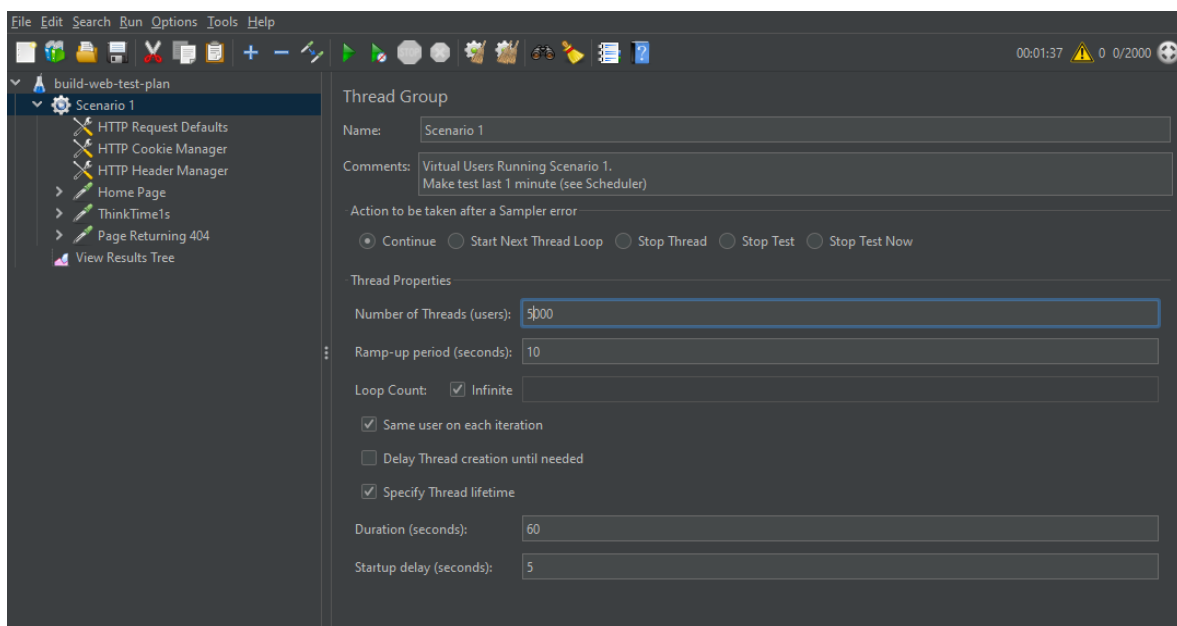 File Edit Search Run Options Tools Help
00:01:37 0 0/2000
build-web-test-plan
Scenario 1
HTTP Request Defaults
HTTP Cookie Manager
HTTP Header Manager
Home Page
ThinkTime1s
Page Returning 404
View Results Tree
Thread Group
Name: Scenario 1
Comments: Virtual Users Running Scenario 1.
Make test last 1 minute (see Scheduler)
Action to be taken after a Sampler error
Continue Start Next Thread Loop Stop Thread Stop Test Stop Test Now
Thread Properties
Number of Threads (users): 5000
Ramp-up period (seconds): 10
Loop Count: Infinite
Same user on each iteration
Delay Thread creation until needed
Specify Thread lifetime
Duration (seconds): 60
Startup delay (seconds): 5